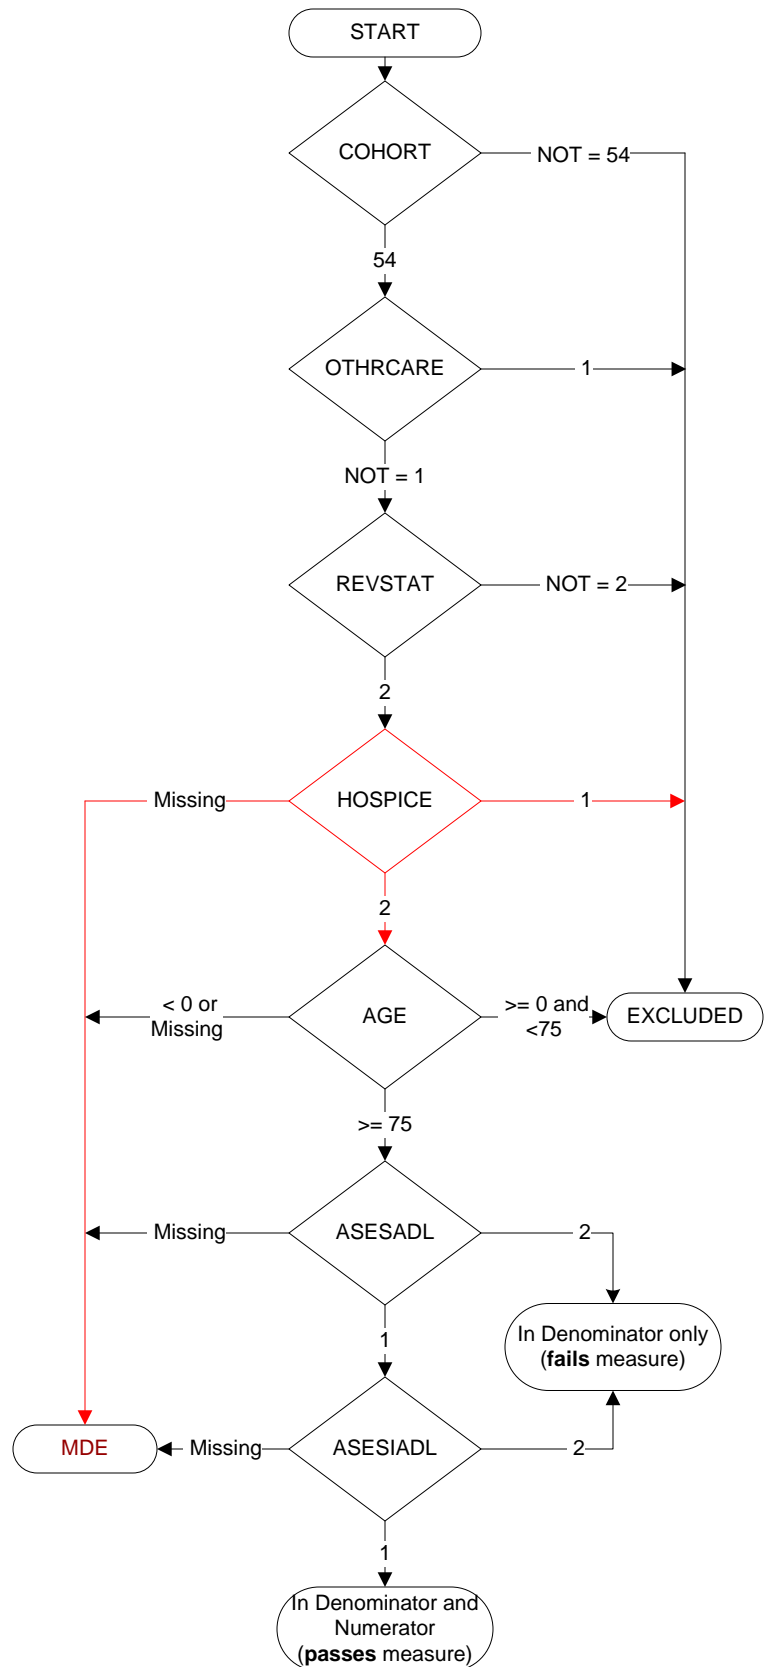 START
COHORT
NOT = 54
54
OTHRCARE
1
NOT = 1
REVSTAT
NOT = 2
2
Missing
HOSPICE
1
2
< 0 or
Missing
AGE
>= 0 and
<75
EXCLUDED
>= 75
Missing
ASESADL
2
In Denominator only
(fails measure)
1
MDE
Missing
ASESIADL
2
1
In Denominator and
Numerator
(passes measure)